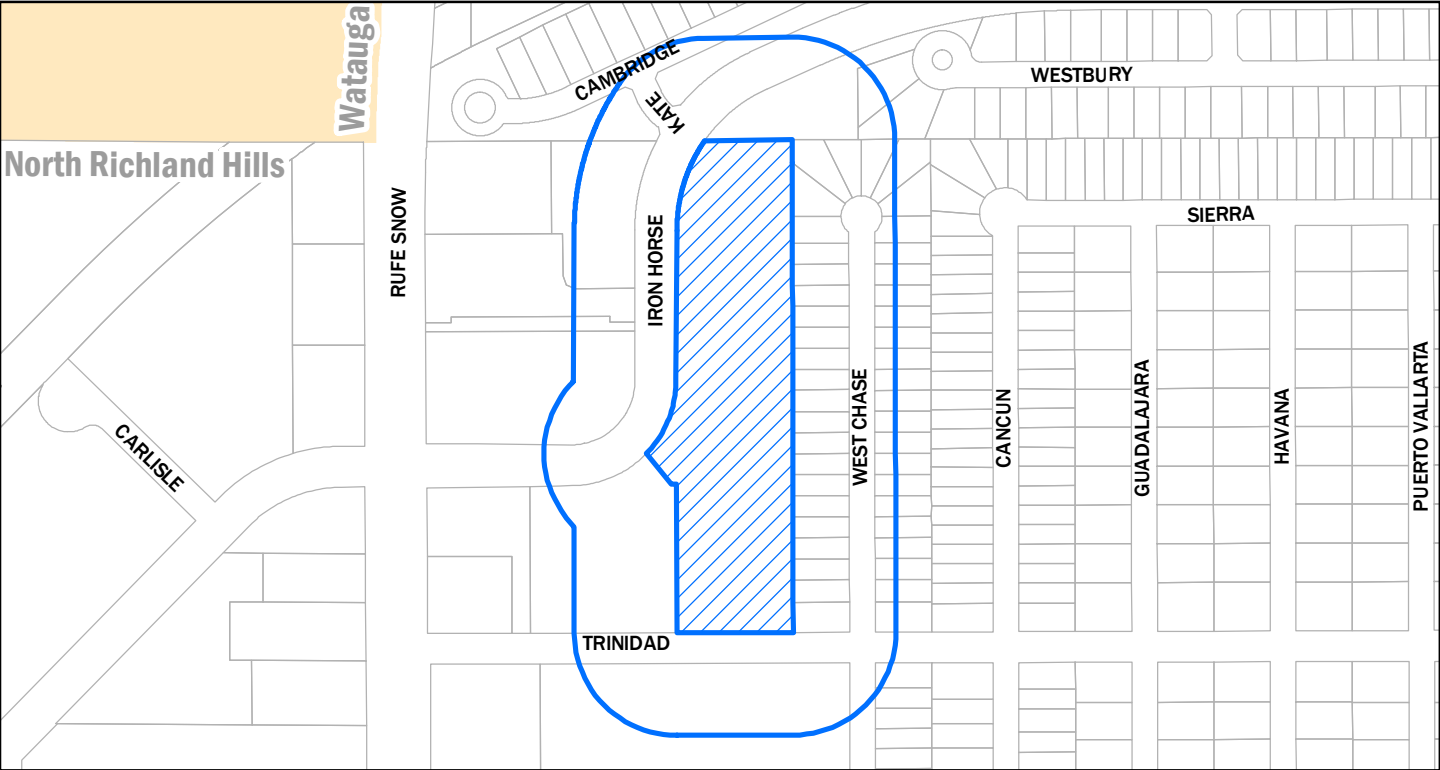 Watauga
CAMBRIDGE
WESTBURY
KATE
North Richland Hills
RUFE SNOW
SIERRA
IRON HORSE
CARLISLE
WEST CHASE
CANCUN
GUADALAJARA
HAVANA
PUERTO VALLARTA
TRINIDAD